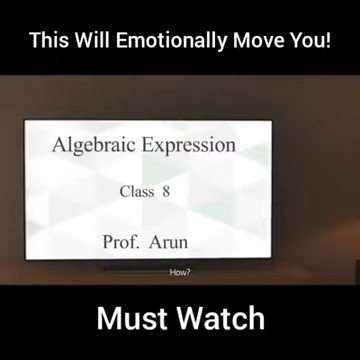 This Will Emotionally Move You!
Algebraic Expression
Class 8
Prof. Arun
How?
Must Watch